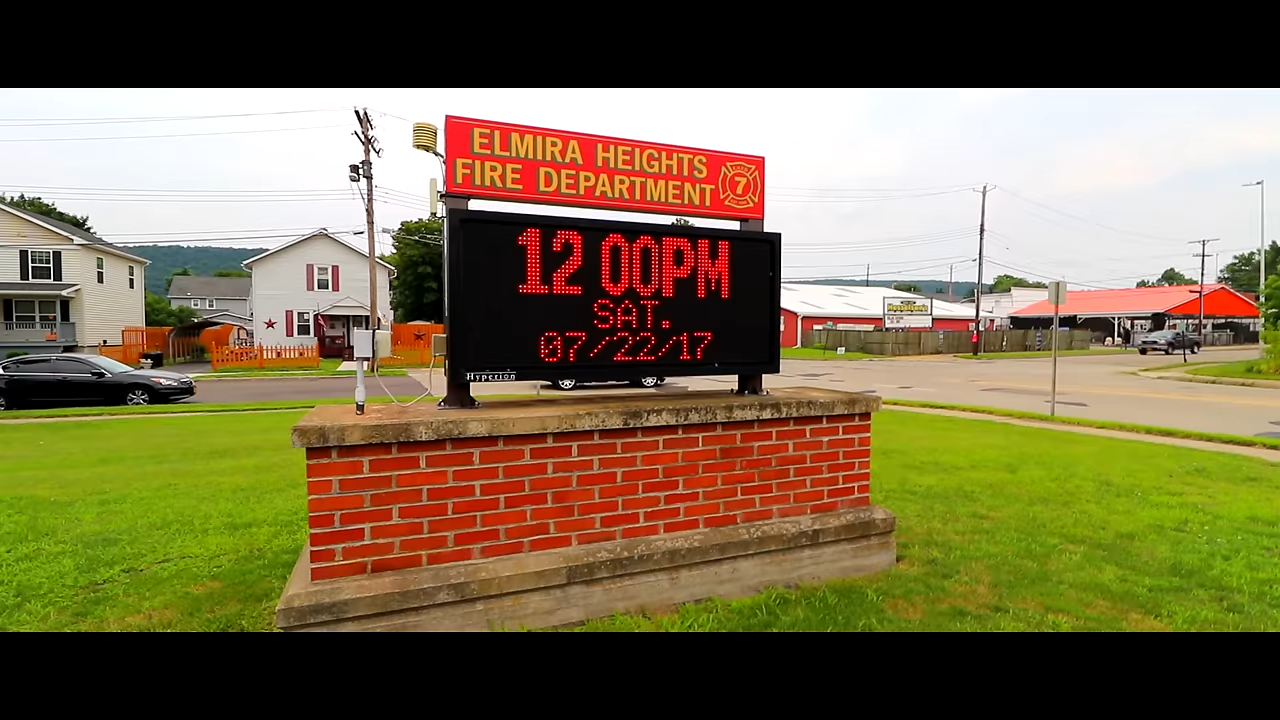 ELMIRA HEIGHTS
FIRE DEPARTMENT
7
12 00PM
SAT.
07/22/17
Hyperion